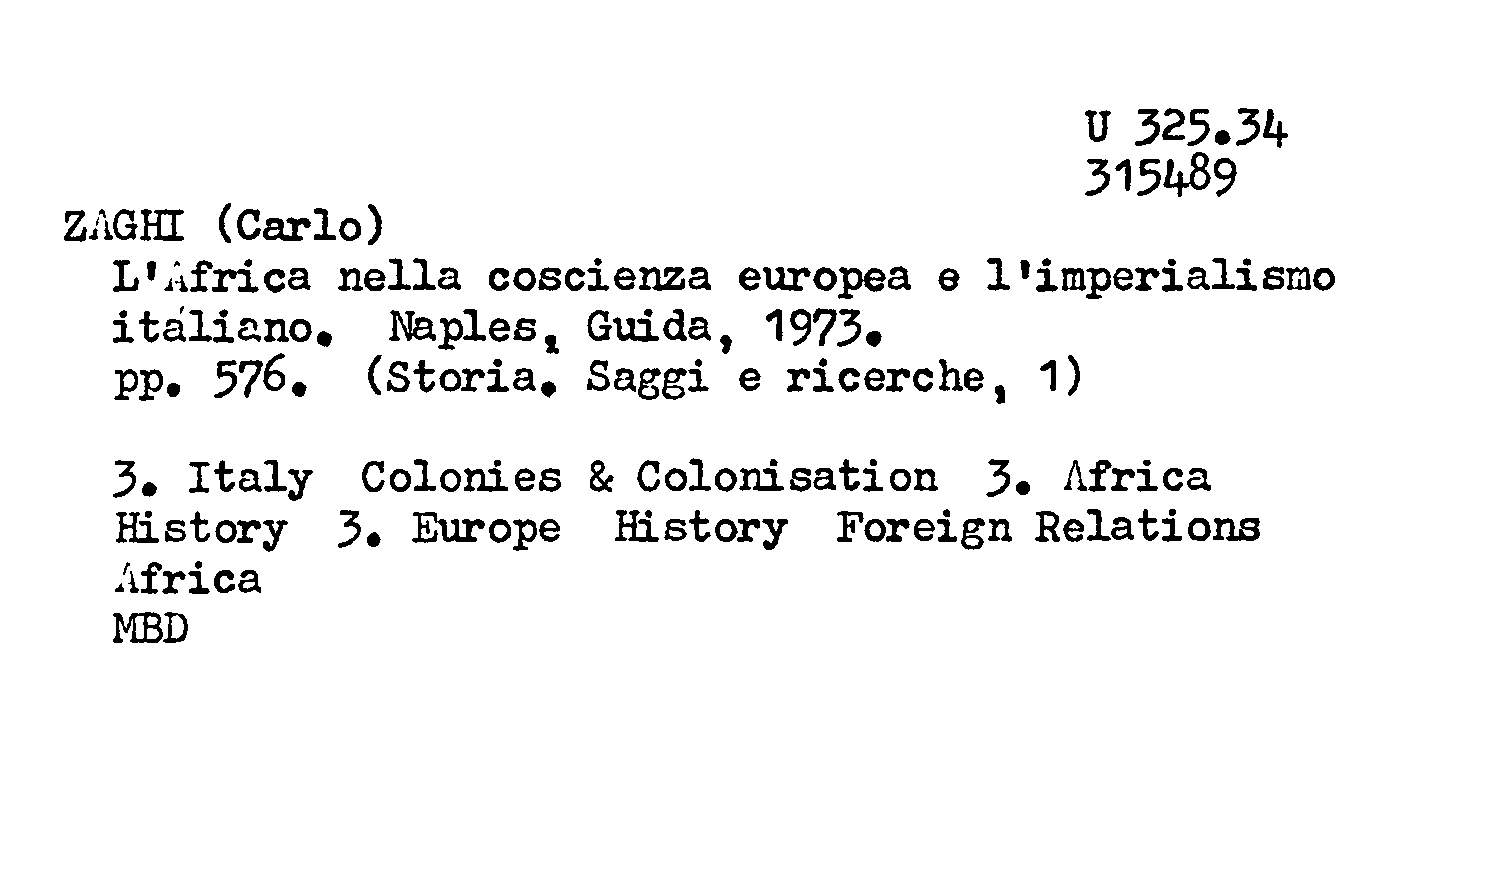 U 325.34
315489
ZAGHI (Carlo)
L'Africa nella coscienza europea e l'imperialismo
italiano. Naples, Guida, 1973.
pp. 576. (Storia. Saggi e ricerche, 1)
3. Italy Colonies & Colonisation 3. Africa
History 3. Europe History Foreign Relations
Africa
MBD